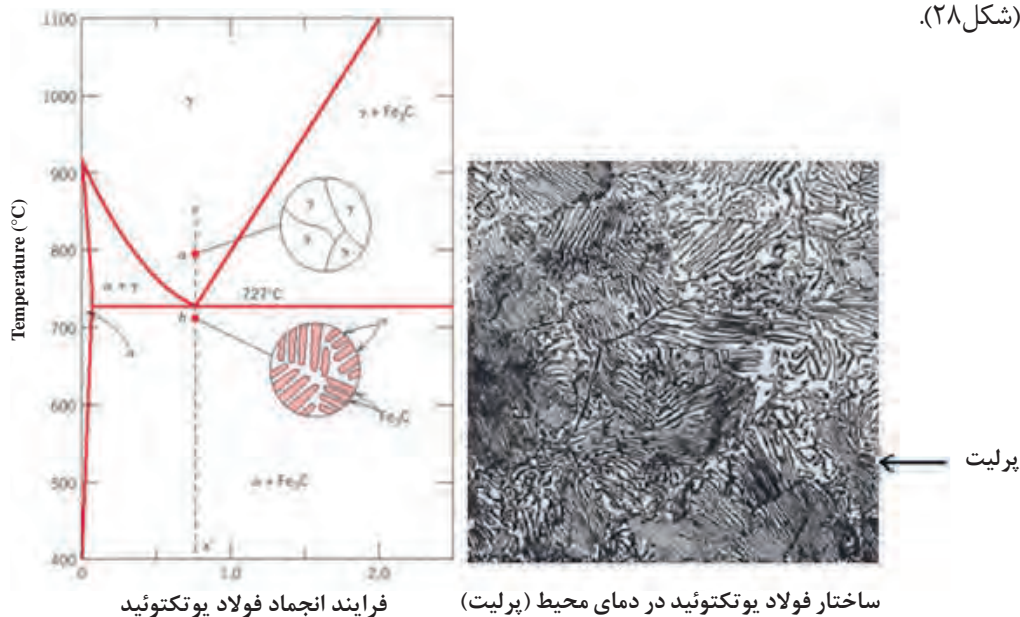 (شکل۲۸).
1100
1000
900
800
700
600
500
400
Temperature (°C)
γ
γ + Fe₃C
a
γ
γ
γ
γ
α + γ
727°C
b
α
α
Fe₃C
α + Fe₃C
x'
0
1.0
2.0
پرلیت
فرایند انجماد فولاد یوتکتوئید
ساختار فولاد یوتکتوئید در دمای محیط (پرلیت)